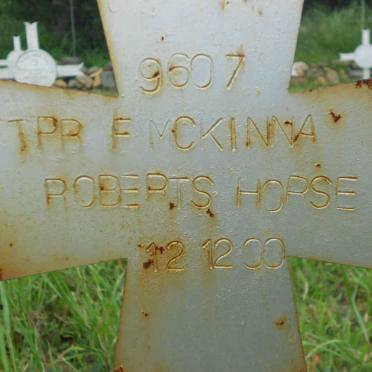 9607
TPR F MCKINNA
ROBERTS HORSE
12 12 00